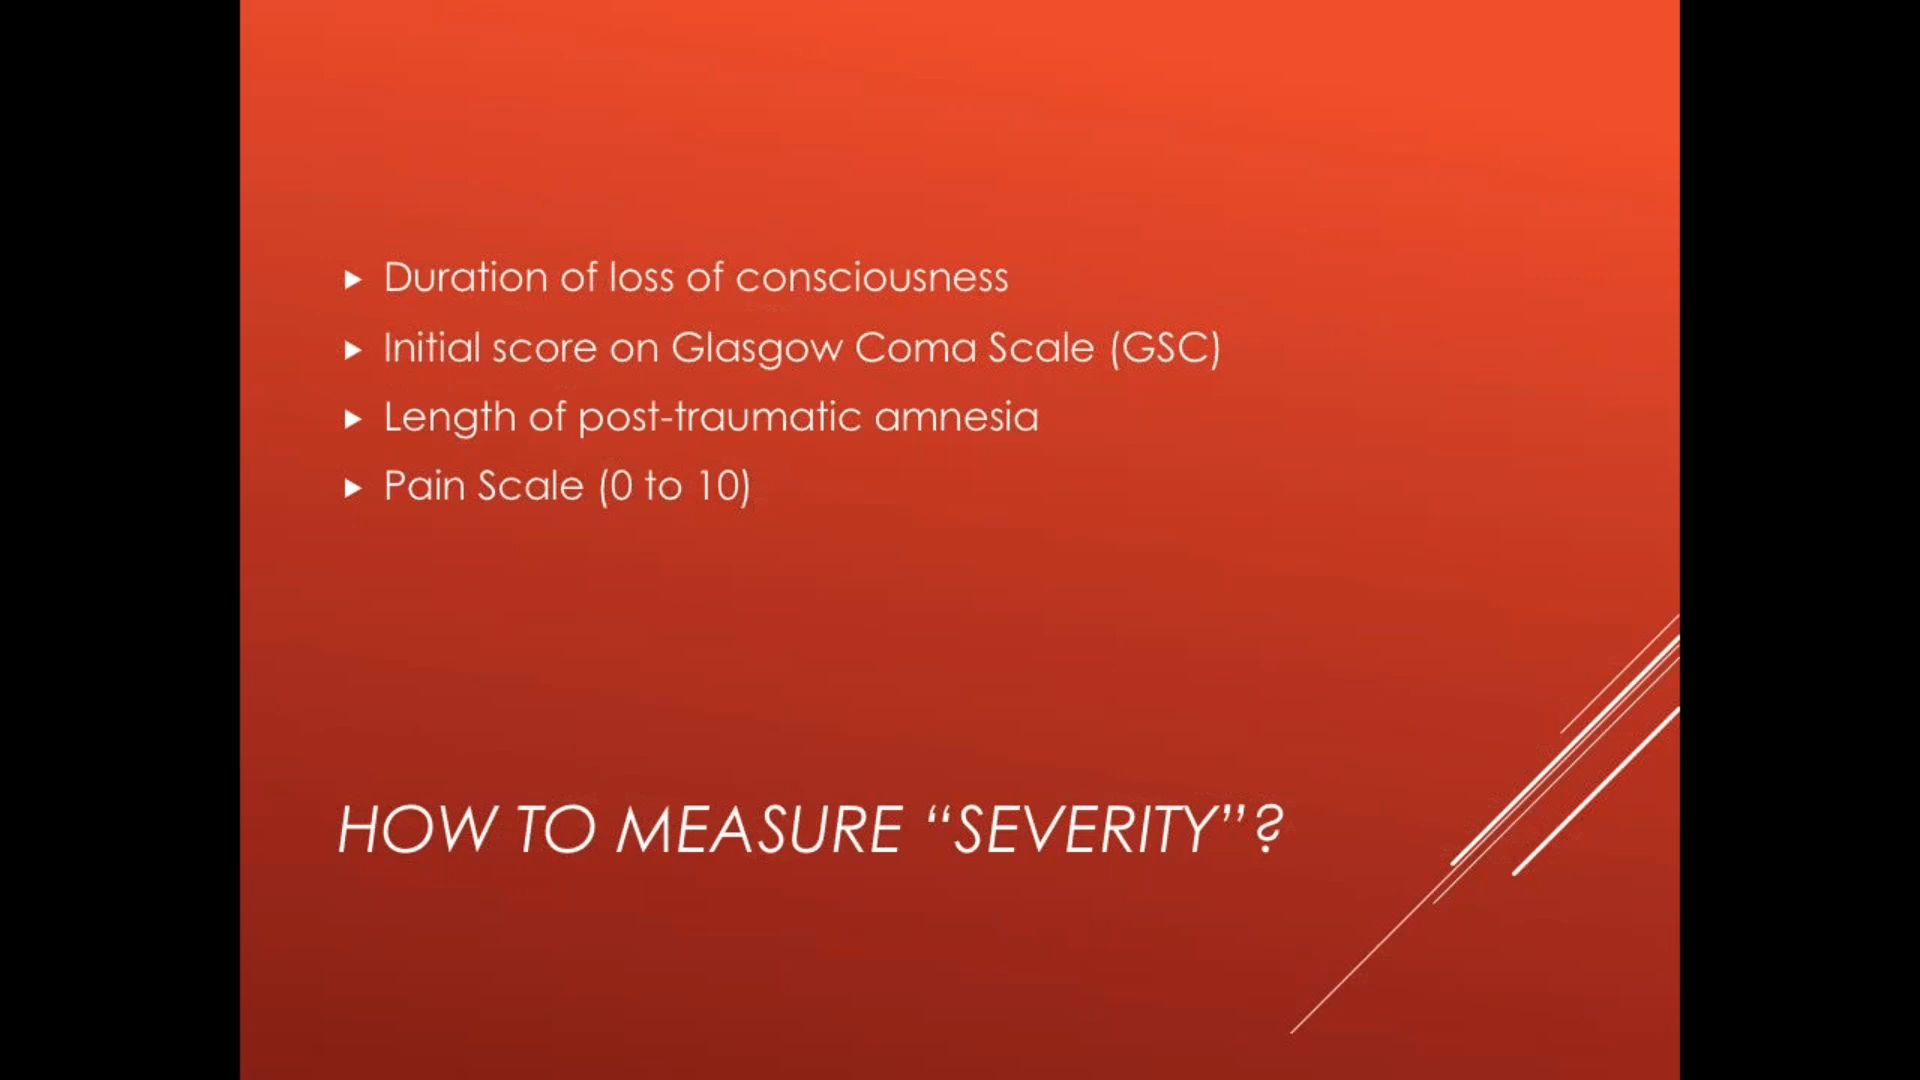 Duration of loss of consciousness
Initial score on Glasgow Coma Scale (GSC)
Length of post-traumatic amnesia
Pain Scale (0 to 10)
HOW TO MEASURE “SEVERITY”?